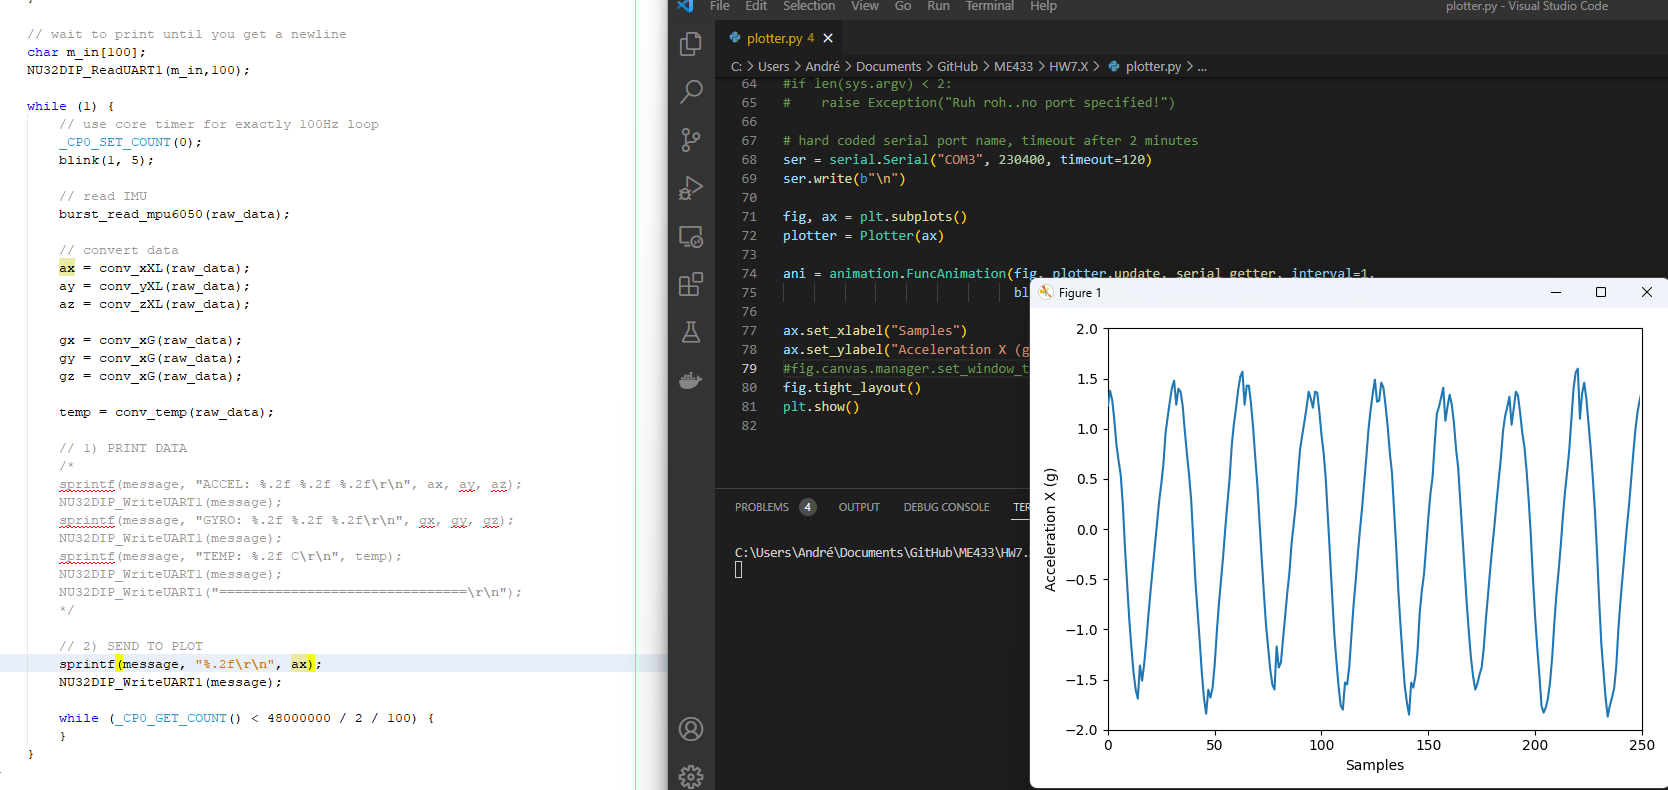 }
// wait to print until you get a newline
char m_in[100];
NU32DIP_ReadUART1(m_in,100);
while (1) {
// use core timer for exactly 100Hz loop
_CP0_SET_COUNT(0);
blink(1, 5);
// read IMU
burst_read_mpu6050(raw_data);
// convert data
ax = conv_xXL(raw_data);
ay = conv_yXL(raw_data);
az = conv_zXL(raw_data);
gx = conv_xG(raw_data);
gy = conv_xG(raw_data);
gz = conv_xG(raw_data);
temp = conv_temp(raw_data);
// 1) PRINT DATA
/*
sprintf(message, "ACCEL: %.2f %.2f %.2f\r\n", ax, ay, az);
NU32DIP_WriteUART1(message);
sprintf(message, "GYRO: %.2f %.2f %.2f\r\n", gx, gy, gz);
NU32DIP_WriteUART1(message);
sprintf(message, "TEMP: %.2f C\r\n", temp);
NU32DIP_WriteUART1(message);
NU32DIP_WriteUART1("===============================\r\n");
*/
// 2) SEND TO PLOT
sprintf(message, "%.2f\r\n", ax);
NU32DIP_WriteUART1(message);
while (_CP0_GET_COUNT() < 48000000 / 2 / 100) {
}
}
File Edit Selection View Go Run Terminal Help
plotter.py - Visual Studio Code
plotter.py 4
C: > Users > André > Documents > GitHub > ME433 > HW7.X > plotter.py > ...
64 #if len(sys.argv) < 2:
65 #    raise Exception("Ruh roh..no port specified!")
66
67 # hard coded serial port name, timeout after 2 minutes
68 ser = serial.Serial("COM3", 230400, timeout=120)
69 ser.write(b"\n")
70
71 fig, ax = plt.subplots()
72 plotter = Plotter(ax)
73
74 ani = animation.FuncAnimation(fig, plotter.update, serial_getter, interval=1,
75 bl
76
77 ax.set_xlabel("Samples")
78 ax.set_ylabel("Acceleration X (g
79 #fig.canvas.manager.set_window_t
80 fig.tight_layout()
81 plt.show()
82
PROBLEMS 4 OUTPUT DEBUG CONSOLE TER
C:\Users\André\Documents\GitHub\ME433\HW7.
Figure 1
2.0
1.5
1.0
0.5
0.0
−0.5
−1.0
−1.5
−2.0
Acceleration X (g)
0 50 100 150 200 250
Samples